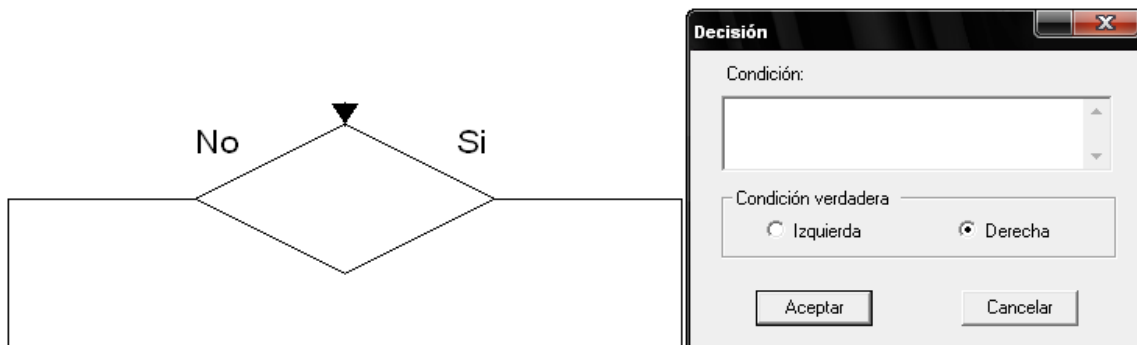 No
Si
Decisión
Condición:
Condición verdadera
Izquierda
Derecha
Aceptar
Cancelar